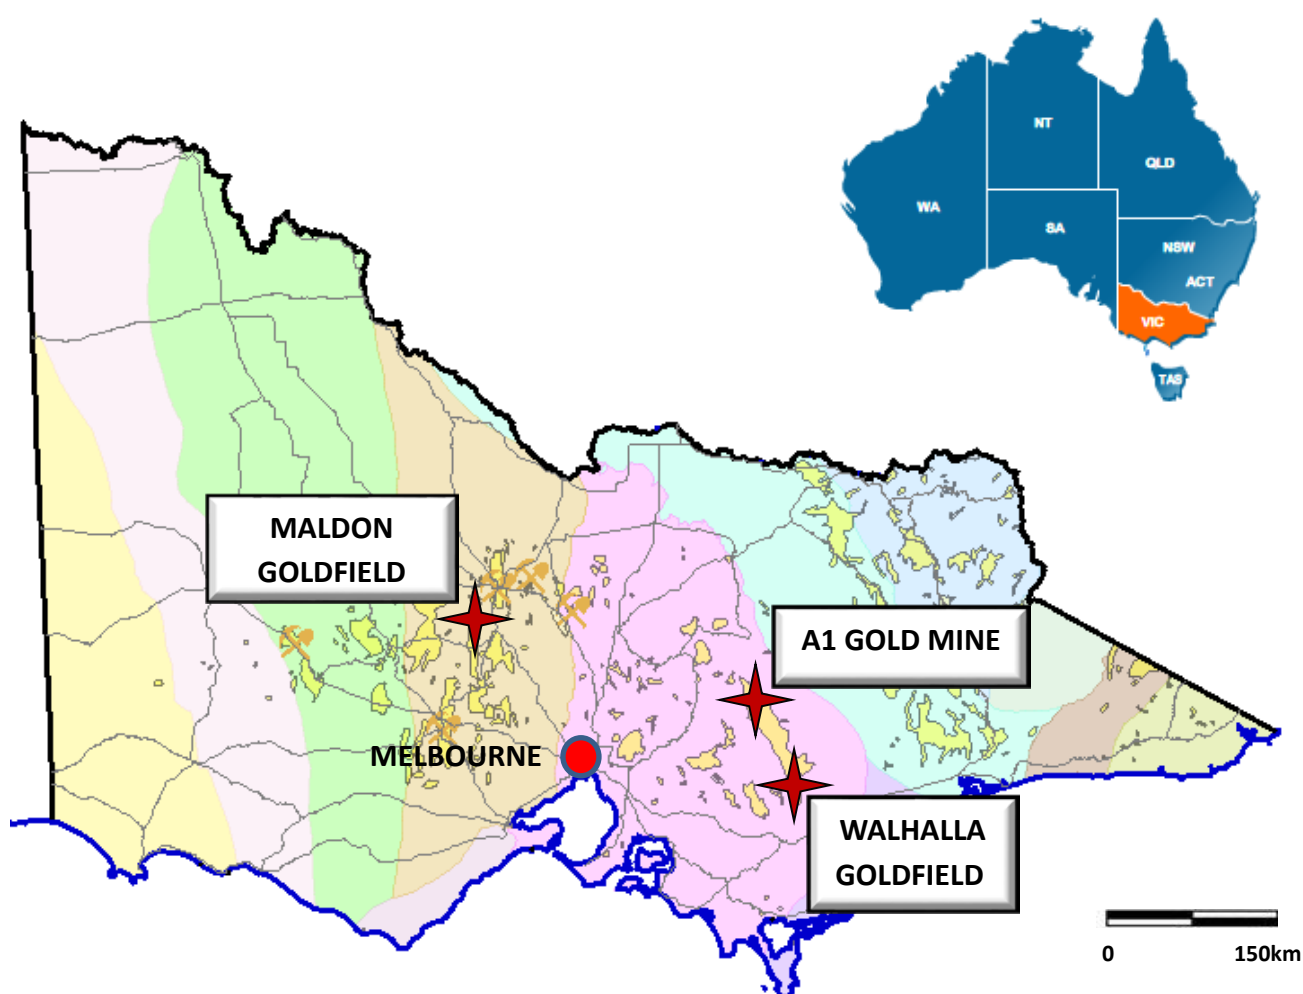 NT
QLD
WA
SA
NSW
ACT
VIC
TAS
MALDON
GOLDFIELD
A1 GOLD MINE
MELBOURNE
WALHALLA
GOLDFIELD
0 150km